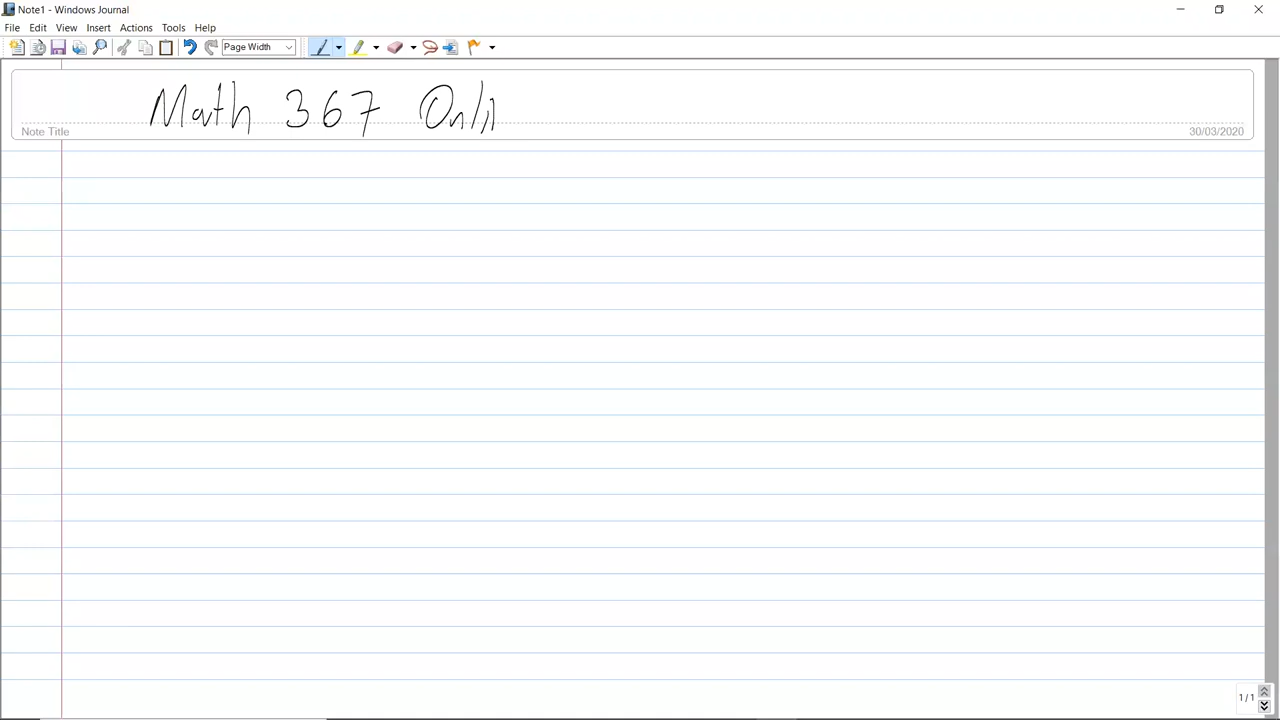 Note1 - Windows Journal
File Edit View Insert Actions Tools Help
Page Width
Math 367 Onli
Note Title 30/03/2020
1/1